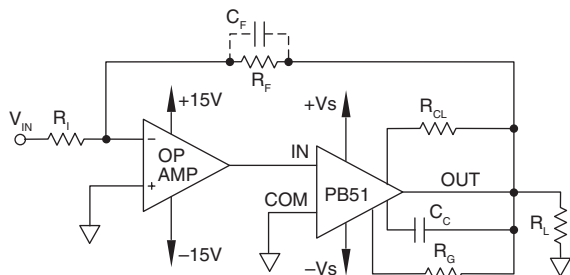 C_F
R_F
+15V
+Vs
R_CL
V_IN
R_I
–
OP
AMP
+
IN
COM
PB51
OUT
C_C
R_L
–15V
–Vs
R_G